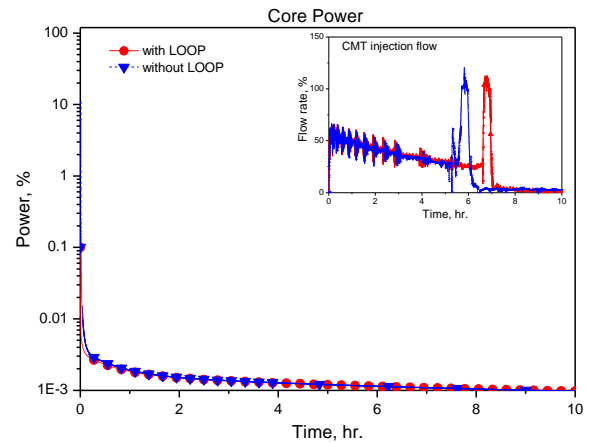 Core Power
with LOOP
without LOOP
Power, %
100
10
1
0.1
0.01
1E-3
0 2 4 6 8 10
Time, hr.
CMT injection flow
Flow rate, %
150
100
50
0
0 2 4 6 8 10
Time, hr.